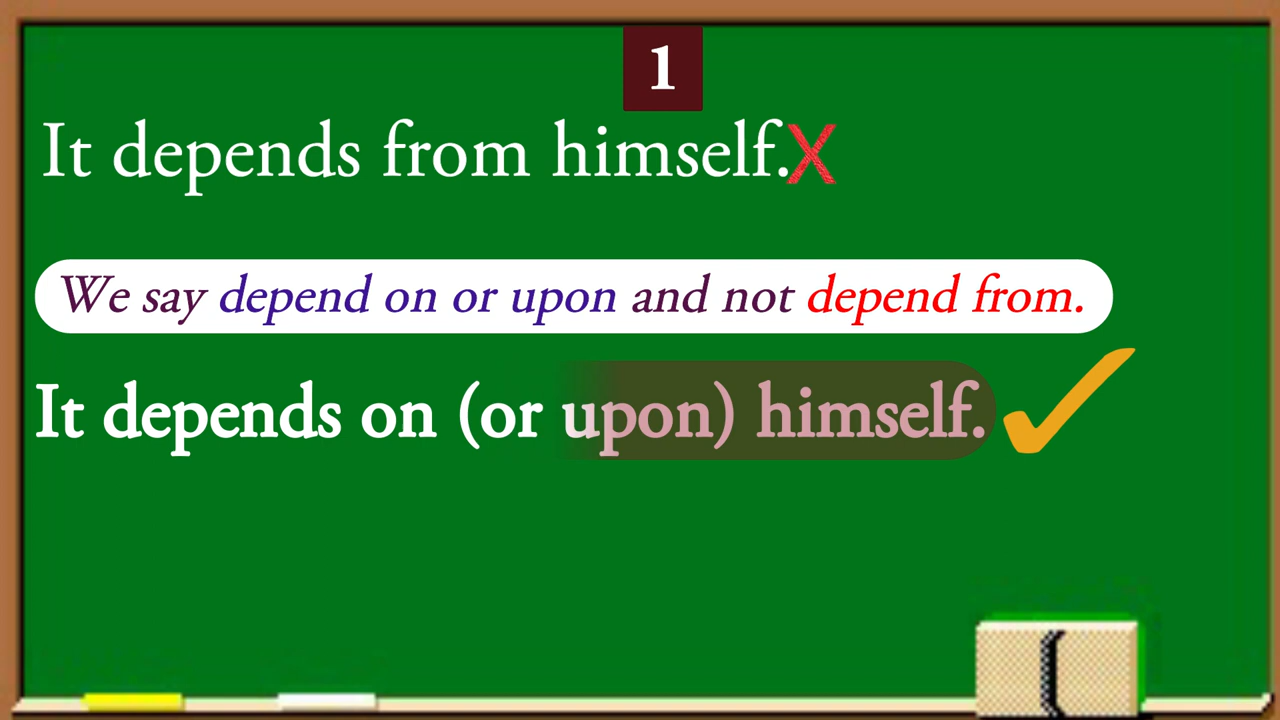 1
It depends from himself.X
We say depend on or upon and not depend from.
It depends on (or upon) himself.